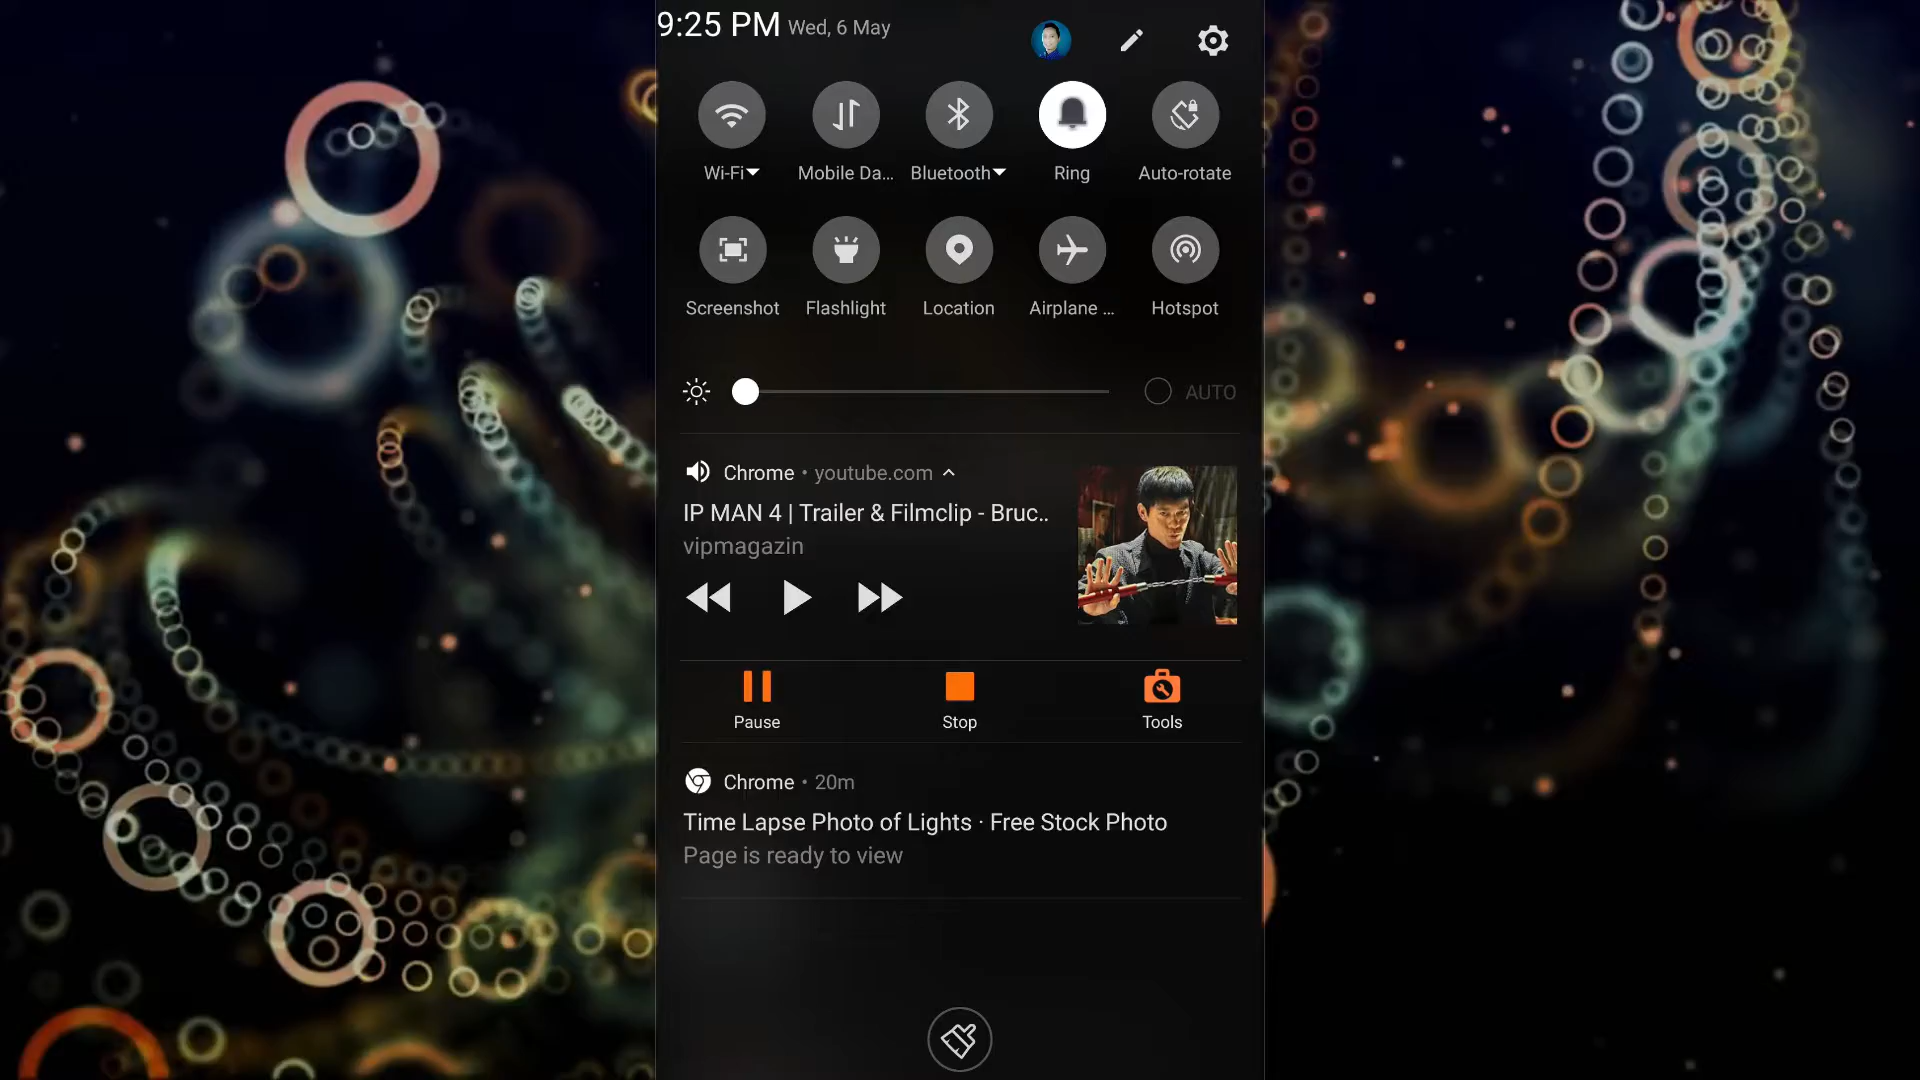 9:25 PM Wed, 6 May
Wi-Fi Mobile Da... Bluetooth Ring Auto-rotate
Screenshot Flashlight Location Airplane ... Hotspot
AUTO
Chrome • youtube.com
IP MAN 4 | Trailer & Filmclip - Bruc..
vipmagazin
Pause Stop Tools
Chrome • 20m
Time Lapse Photo of Lights · Free Stock Photo
Page is ready to view